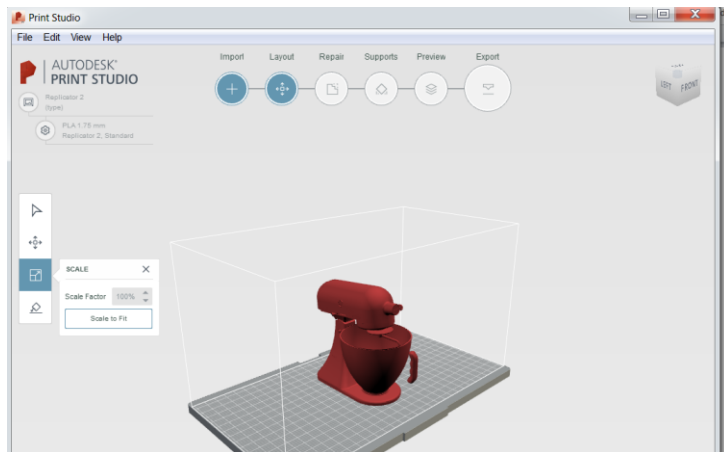 Print Studio
File Edit View Help
AUTODESK®
PRINT STUDIO
Import Layout Repair Supports Preview Export
Replicator 2
(type)
PLA 1.75 mm
Replicator 2, Standard
LEFT FRONT
SCALE
Scale Factor 100%
Scale to Fit